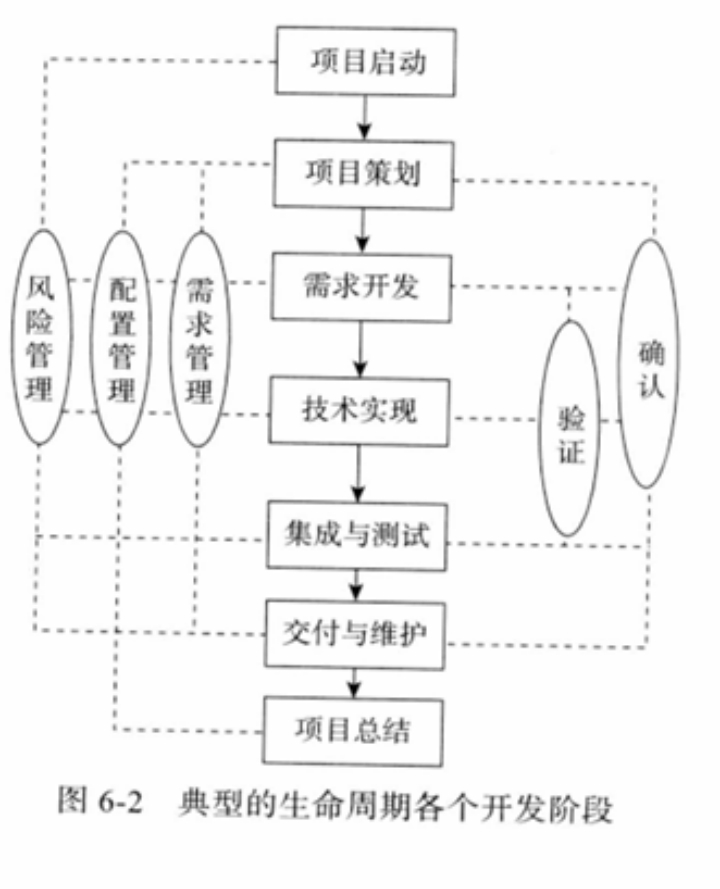 项目启动
项目策划
需求开发
技术实现
集成与测试
交付与维护
项目总结
风险管理
配置管理
需求管理
验证
确认
图 6-2 典型的生命周期各个开发阶段